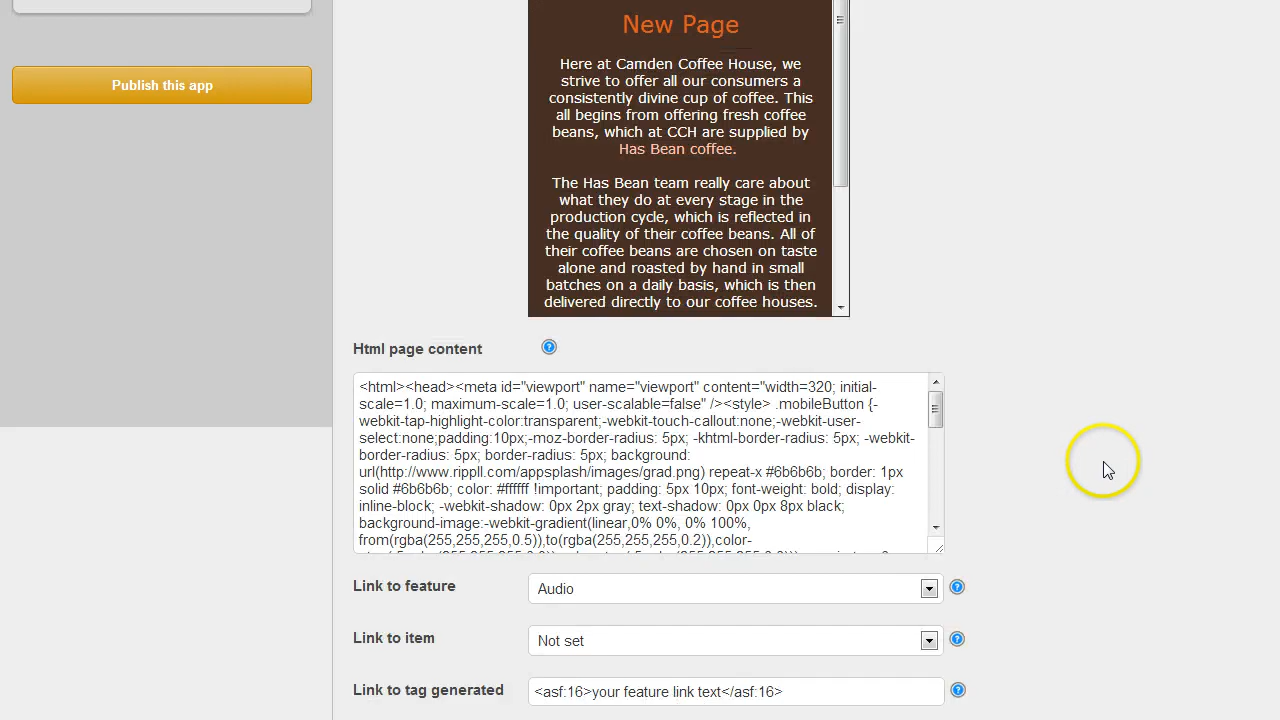 New Page
Publish this app
Here at Camden Coffee House, we
strive to offer all our consumers a
consistently divine cup of coffee. This
all begins from offering fresh coffee
beans, which at CCH are supplied by
Has Bean coffee.
The Has Bean team really care about
what they do at every stage in the
production cycle, which is reflected in
the quality of their coffee beans. All of
their coffee beans are chosen on taste
alone and roasted by hand in small
batches on a daily basis, which is then
delivered directly to our coffee houses.
Html page content
<html><head><meta id="viewport" name="viewport" content="width=320; initial-
scale=1.0; maximum-scale=1.0; user-scalable=false" /><style> .mobileButton {-
webkit-tap-highlight-color:transparent;-webkit-touch-callout:none;-webkit-user-
select:none,padding:10px;-moz-border-radius: 5px; -khtml-border-radius: 5px; -webkit-
border-radius: 5px; border-radius: 5px; background:
url(http://www.rippll.com/appsplash/images/grad.png) repeat-x #6b6b6b; border: 1px
solid #6b6b6b; color: #ffffff !important; padding: 5px 10px; font-weight: bold; display:
inline-block; -webkit-shadow: 0px 2px gray; text-shadow: 0px 0px 8px black;
background-image:-webkit-gradient(linear,0% 0%, 0% 100%,
from(rgba(255,255,255,0.5)),to(rgba(255,255,255,0.2)),color-
Link to feature
Audio
Link to item
Not set
Link to tag generated
<asf:16>your feature link text</asf:16>